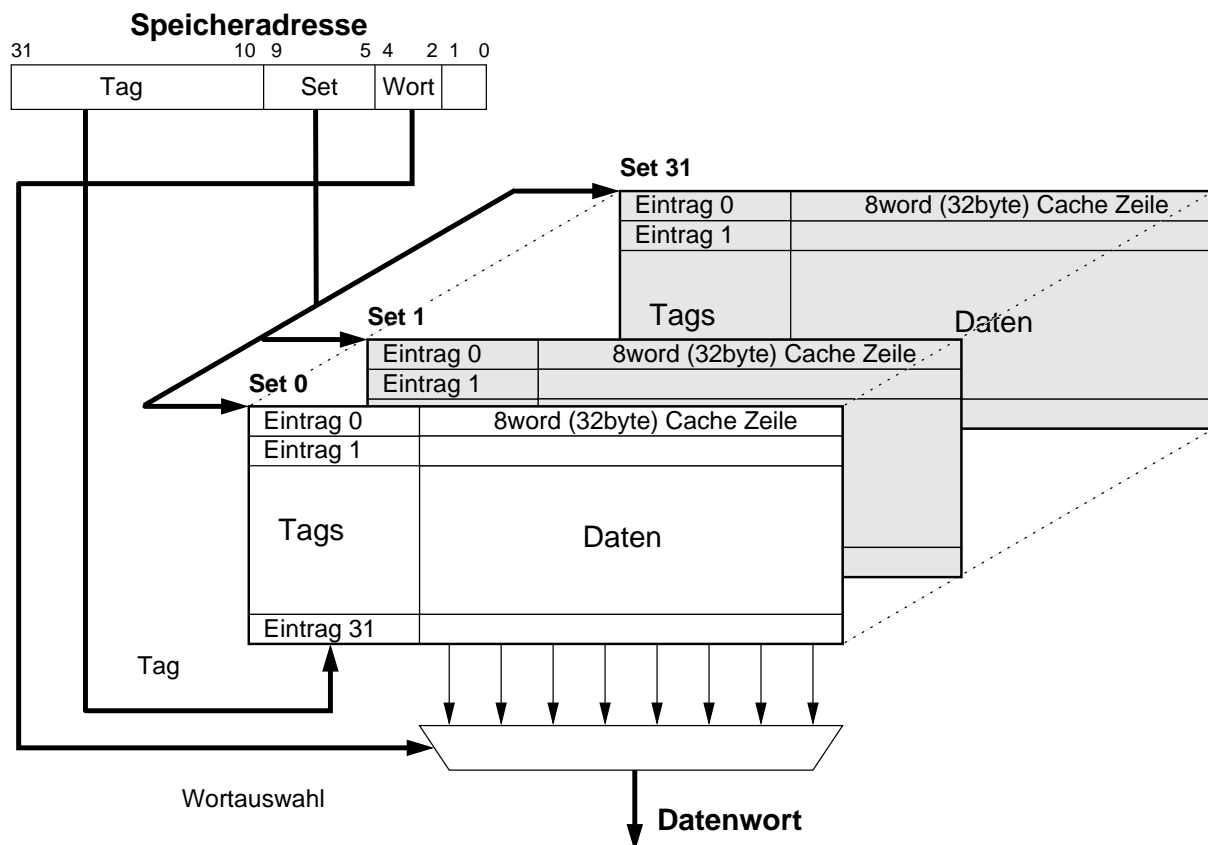 Speicheradresse
31 10 9 5 4 2 1 0
Tag Set Wort
Set 31
Eintrag 0 8word (32byte) Cache Zeile
Eintrag 1
Tags Daten
Set 1
Eintrag 0 8word (32byte) Cache Zeile
Eintrag 1
Set 0
Eintrag 0 8word (32byte) Cache Zeile
Eintrag 1
Tags Daten
Eintrag 31
Tag
Wortauswahl
Datenwort